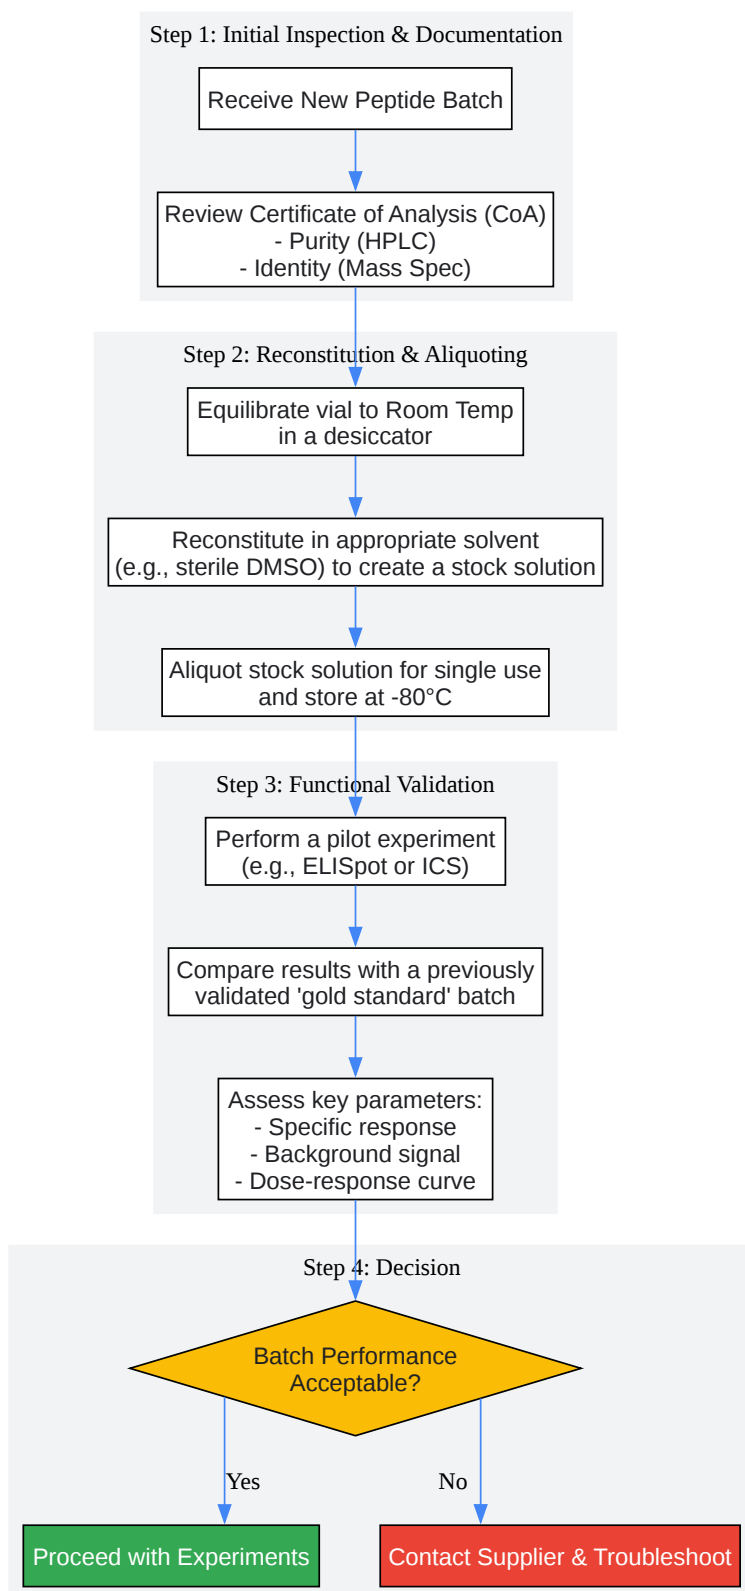 Step 1: Initial Inspection & Documentation
Receive New Peptide Batch
Review Certificate of Analysis (CoA)
- Purity (HPLC)
- Identity (Mass Spec)
Step 2: Reconstitution & Aliquoting
Equilibrate vial to Room Temp
in a desiccator
Reconstitute in appropriate solvent
(e.g., sterile DMSO) to create a stock solution
Aliquot stock solution for single use
and store at -80°C
Step 3: Functional Validation
Perform a pilot experiment
(e.g., ELISpot or ICS)
Compare results with a previously
validated 'gold standard' batch
Assess key parameters:
- Specific response
- Background signal
- Dose-response curve
Step 4: Decision
Batch Performance
Acceptable?
Yes
No
Proceed with Experiments
Contact Supplier & Troubleshoot